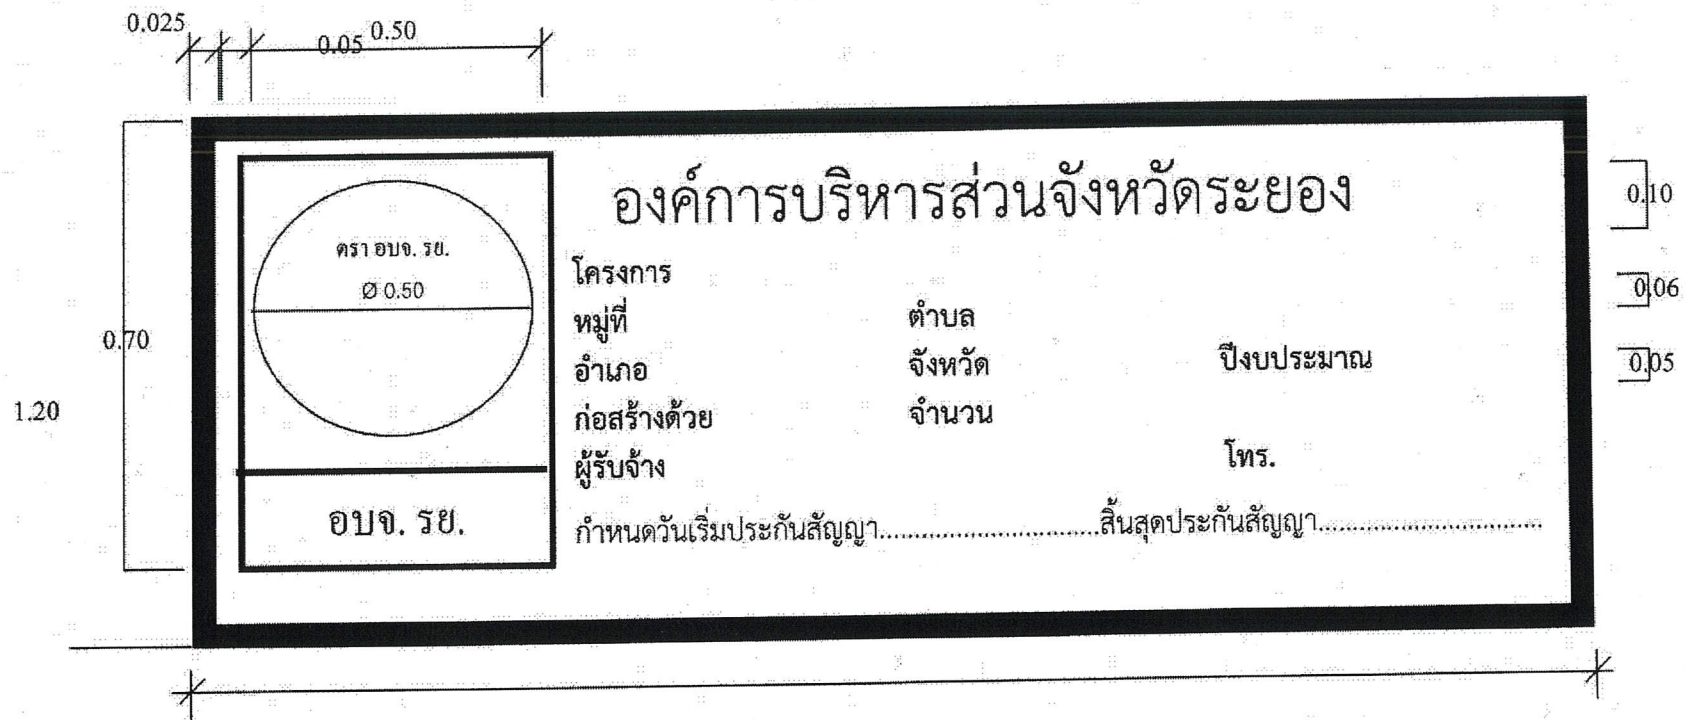 0.025
0.05 0.50
องค์การบริหารส่วนจังหวัดระยอง
0.10
ตรา อบจ. รย.
Ø 0.50
โครงการ
0.06
หมู่ที่ ตำบล
0.70
อำเภอ จังหวัด ปีงบประมาณ
0.05
1.20
ก่อสร้างด้วย จำนวน
ผู้รับจ้าง โทร.
อบจ. รย.
กำหนดวันเริ่มประกันสัญญา..............................สิ้นสุดประกันสัญญา..............................